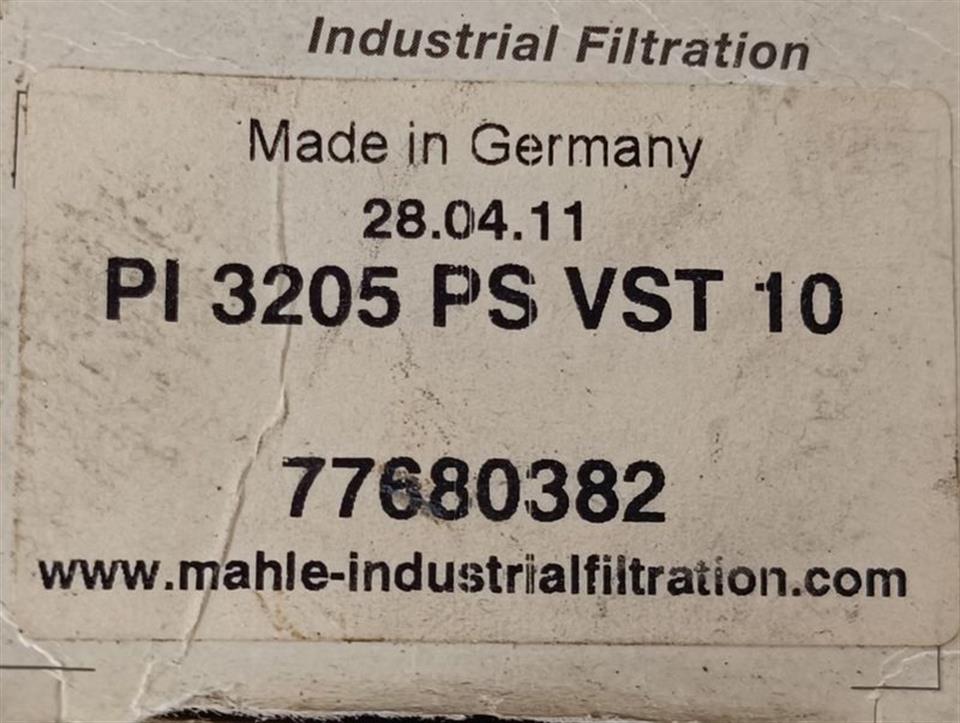 Industrial Filtration
Made in Germany
28.04.11
PI 3205 PS VST 10
77680382
www.mahle-industrialfiltration.com